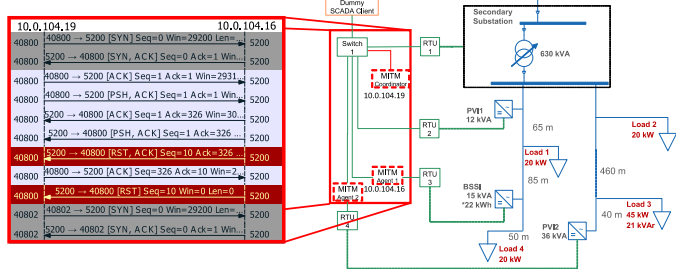 10.0.104.19 10.0.104.16
40800 40800 → 5200 [SYN] Seq=0 Win=29200 Len=... 5200
40800 5200 → 40800 [SYN, ACK] Seq=0 Ack=1 Win... 5200
40800 40800 → 5200 [ACK] Seq=1 Ack=1 Win=2931... 5200
40800 40800 → 5200 [PSH, ACK] Seq=1 Ack=1 Win... 5200
40800 5200 → 40800 [ACK] Seq=1 Ack=326 Win=30... 5200
40800 5200 → 40800 [PSH, ACK] Seq=1 Ack=326 ... 5200
40800 5200 → 40800 [RST, ACK] Seq=10 Ack=326 ... 5200
40800 40800 → 5200 [ACK] Seq=326 Ack=10 Win=2... 5200
40800 5200 → 40800 [RST] Seq=10 Win=0 Len=0 5200
40802 40802 → 5200 [SYN] Seq=0 Win=29200 Len=... 5200
40802 5200 → 40802 [SYN, ACK] Seq=0 Ack=1 Win... 5200
Dummy
SCADA Client
Switch
1
MITM
Coordinator
10.0.104.19
MITM
Agent 1
10.0.104.16
MITM
Agent 2
RTU
1
RTU
2
RTU
3
RTU
4
Secondary
Substation
630 kVA
PVI1
12 kVA
65 m
Load 1
20 kW
85 m
BSSI
15 kVA
*22 kWh
50 m
Load 4
20 kW
PVI2
36 kVA
Load 2
20 kW
460 m
Load 3
45 kW
21 kVAr
40 m